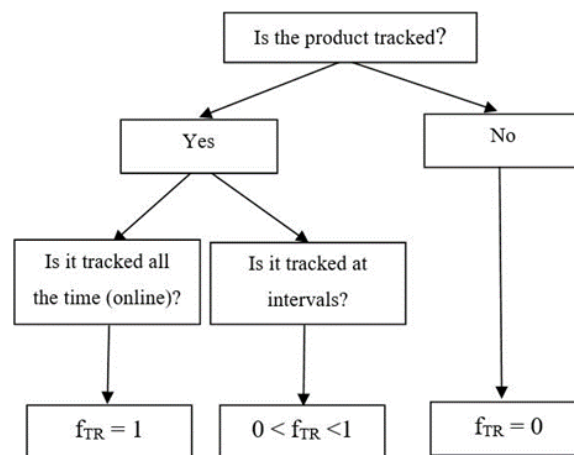 Is the product tracked?
Yes
No
Is it tracked all
the time (online)?
Is it tracked at
intervals?
fTR = 1
0 < fTR <1
fTR = 0